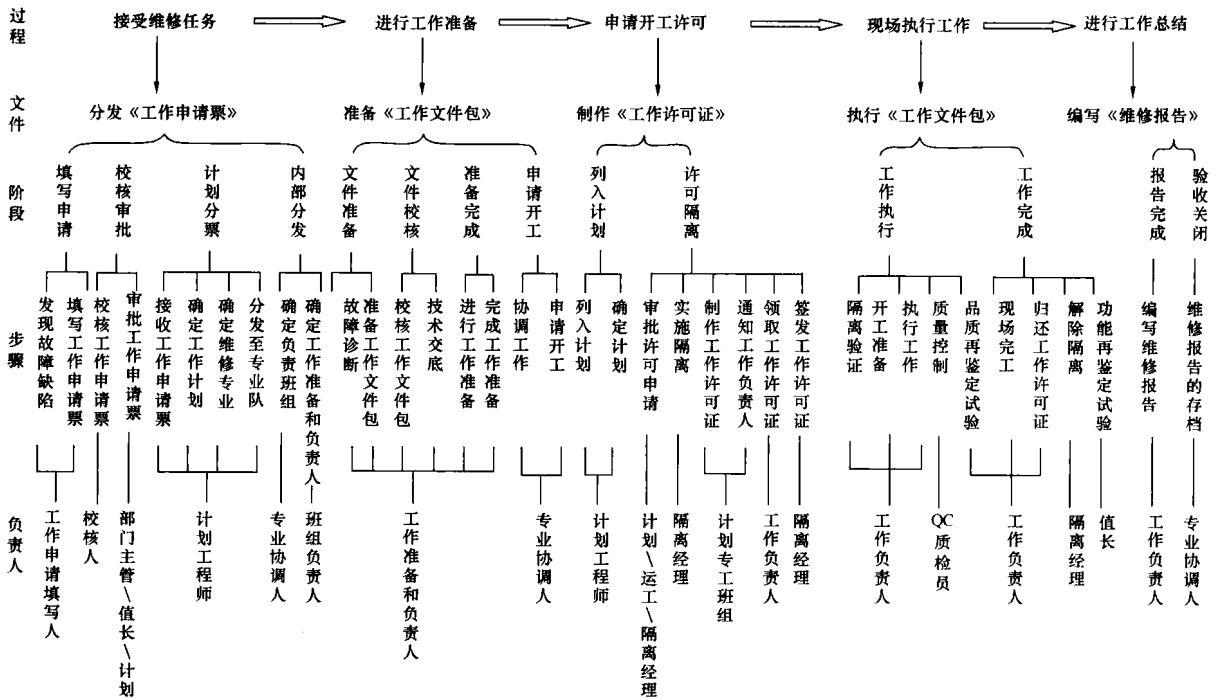 过程
接受维修任务
进行工作准备
申请开工许可
现场执行工作
进行工作总结
文件
分发《工作申请票》
准备《工作文件包》
制作《工作许可证》
执行《工作文件包》
编写《维修报告》
阶段
填写申请
校核审批
计划分票
内部分发
文件准备
文件校核
准备完成
申请开工
列入计划
许可隔离
工作执行
工作完成
报告完成
验收关闭
步骤
发现故障缺陷
填写工作申请票
校核工作申请票
审批工作申请票
接收工作申请票
确定工作计划
确定维修专业
分发至专业队
确定负责班组
确定工作准备和负责人
故障诊断
准备工作文件包
校核工作文件包
技术交底
进行工作准备
完成工作准备
协调工作
申请开工
列入计划
确定计划
审批许可申请
实施隔离
制作工作许可证
通知工作负责人
领取工作许可证
签发工作许可证
隔离验证
开工准备
执行工作
质量控制
品质再鉴定试验
现场完工
归还工作许可证
解除隔离
功能再鉴定试验
编写维修报告
维修报告的存档
负责人
工作申请填写人
校核人
部门主管\值长\计划
计划工程师
专业协调人
班组负责人
工作准备和负责人
专业协调人
计划工程师
计划\运工\隔离经理
隔离经理
计划专工班组
工作负责人
隔离经理
工作负责人
QC质检员
工作负责人
隔离经理
值长
工作负责人
专业协调人